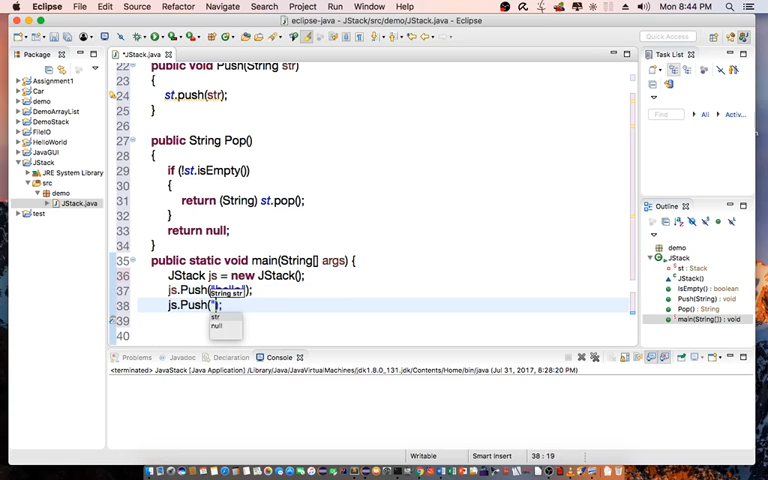 Eclipse File Edit Source Refactor Navigate Search Project Run Window Help
Mon 8:44 PM
eclipse-java - JStack/src/demo/JStack.java - Eclipse
Quick Access
Package
*JStack.java
Task List
Assignment1
Car
demo
DemoArrayList
DemoStack
FileIO
HelloWorld
JavaGUI
JStack
JRE System Library
src
demo
JStack.java
test
22 public void Push(String str)
23 {
24 st.push(str);
25 }
26
27 public String Pop()
28 {
29 if (!st.isEmpty()
30 {
31 return (String) st.pop();
32 }
33 return null;
34 }
35 public static void main(String[] args) {
36 JStack js = new JStack();
37 js.Push( );
String str
38 js.Push(" ;
str
null
39
40
Find
All
Activ...
Outline
demo
JStack
st : Stack
JStack()
IsEmpty() : boolean
Push(String) : void
Pop() : String
main(String[]) : void
Problems Javadoc Declaration Console
<terminated> JavaStack [Java Application] /Library/Java/JavaVirtualMachines/jdk1.8.0_131.jdk/Contents/Home/bin/java (Jul 31, 2017, 8:28:20 PM)
Writable Smart Insert 38 : 19